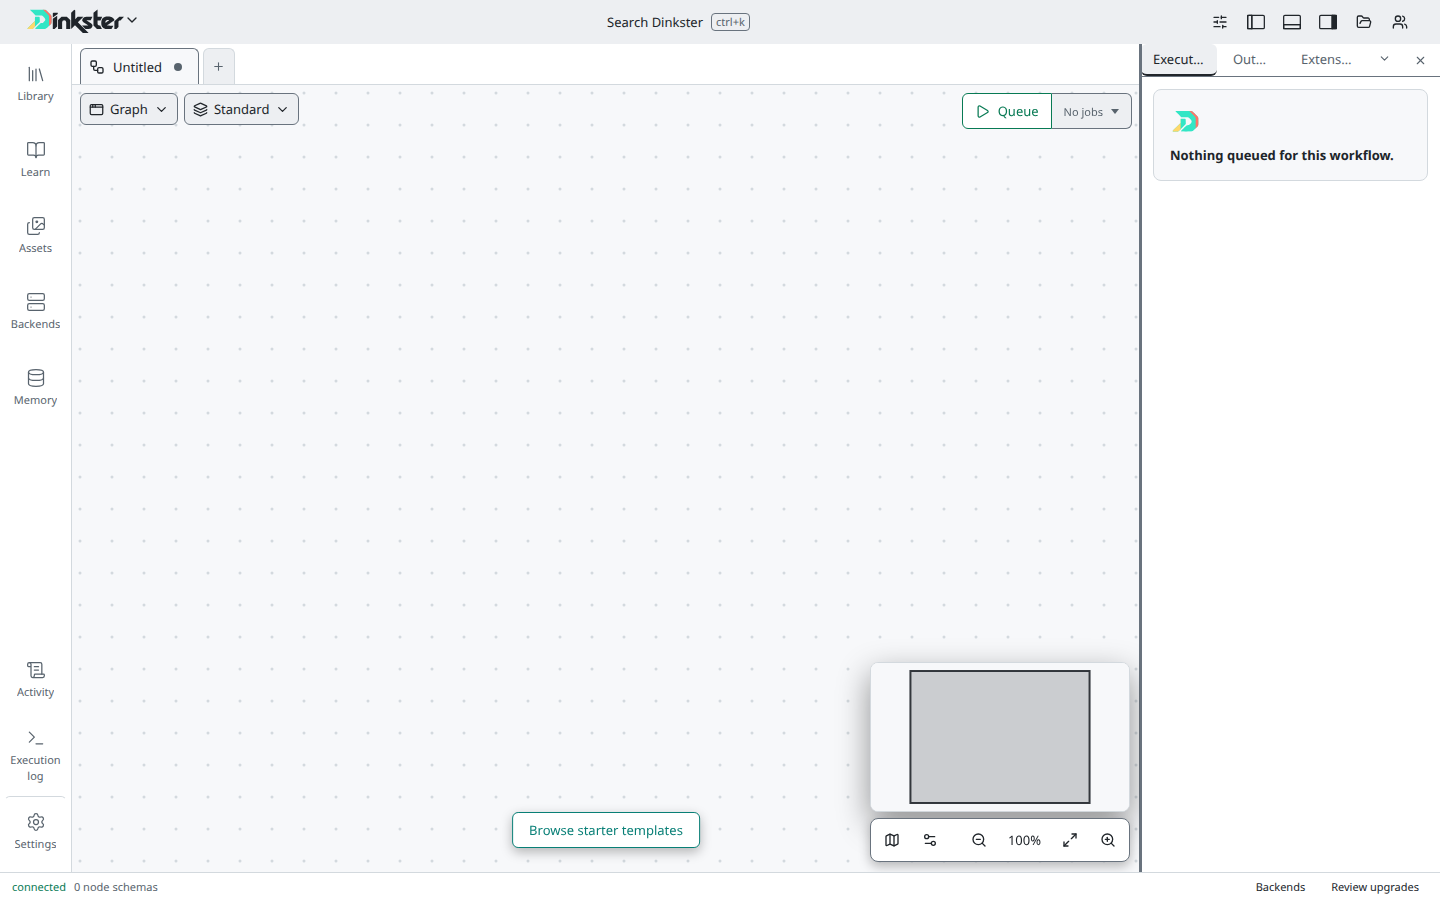 Dinkster
Search Dinkster ctrl+k
Library
Learn
Assets
Backends
Memory
Activity
Execution
log
Settings
Untitled
+
Graph
Standard
Queue
No jobs
Browse starter templates
100%
Execut...
Out...
Extens...
Nothing queued for this workflow.
connected
0 node schemas
Backends
Review upgrades